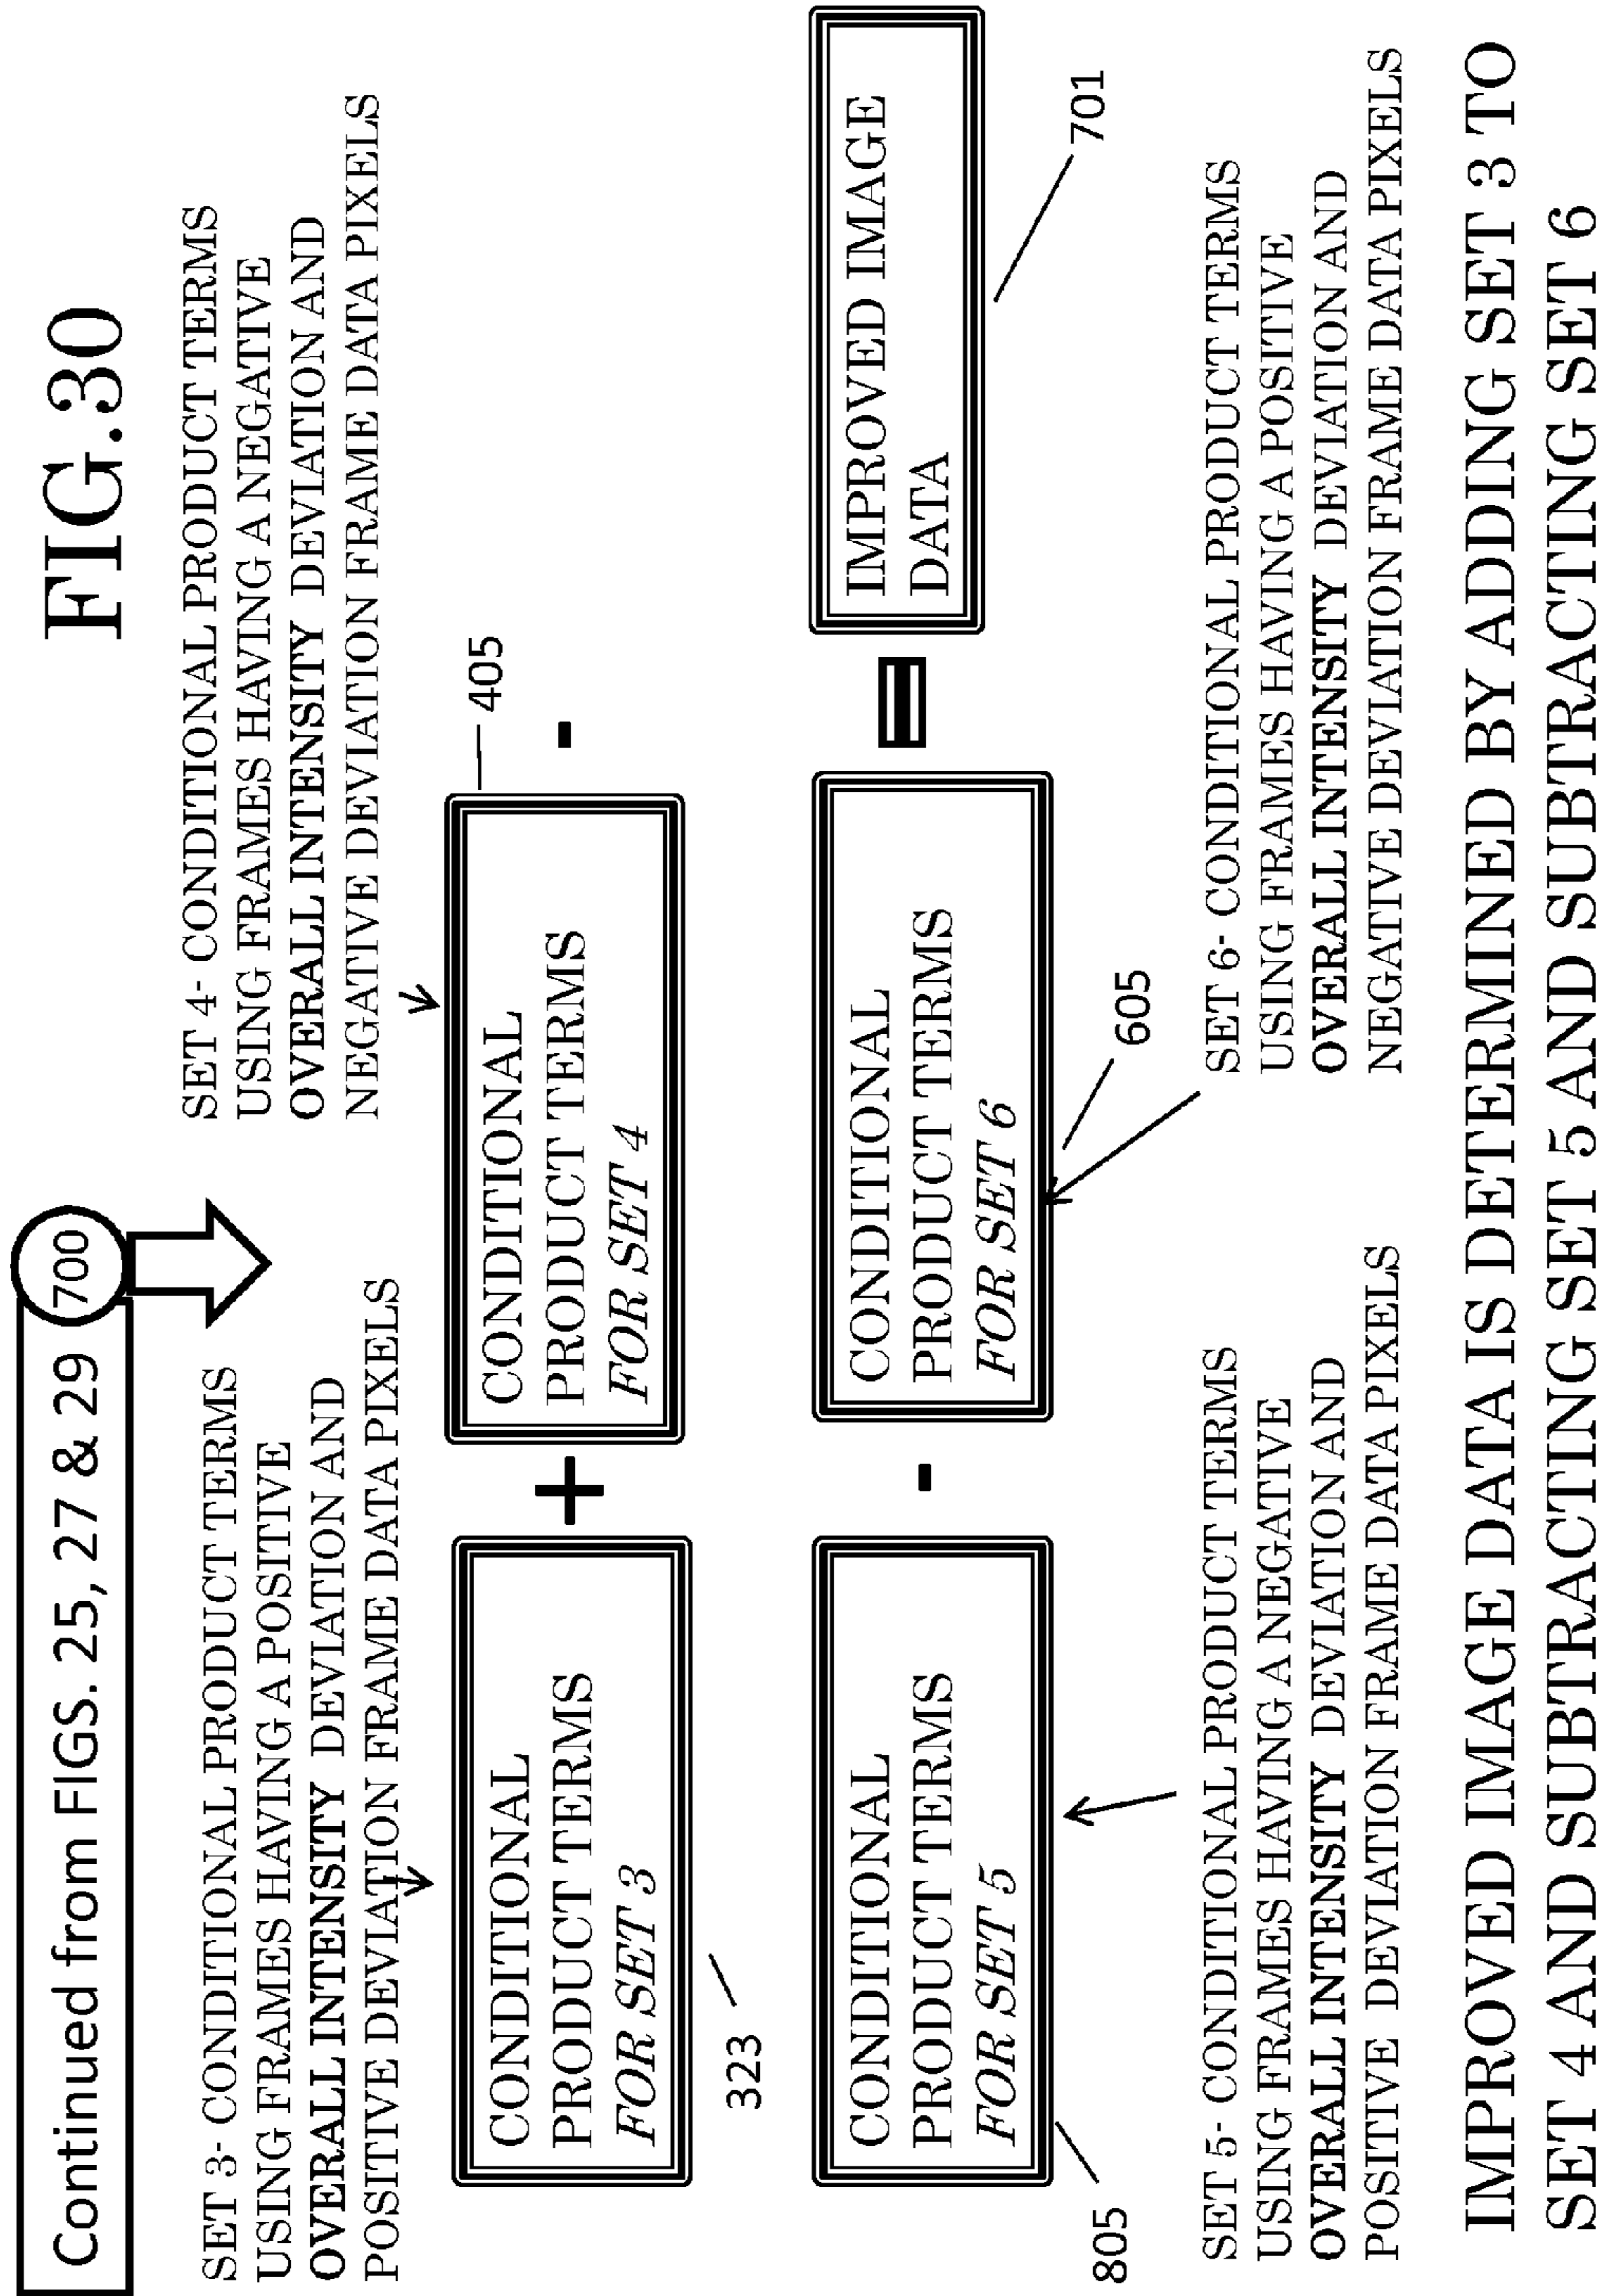 FIG.30
Continued from FIGS. 25, 27 & 29
700
SET 3- CONDITIONAL PRODUCT TERMS
USING FRAMES HAVING A POSITIVE
OVERALL INTENSITY DEVIATION AND
POSITIVE DEVIATION FRAME DATA PIXELS
SET 4- CONDITIONAL PRODUCT TERMS
USING FRAMES HAVING A NEGATIVE
OVERALL INTENSITY DEVIATION AND
NEGATIVE DEVIATION FRAME DATA PIXELS
CONDITIONAL
PRODUCT TERMS
FOR SET 3
323
+
CONDITIONAL
PRODUCT TERMS
FOR SET 4
405
-
CONDITIONAL
PRODUCT TERMS
FOR SET 5
805
-
CONDITIONAL
PRODUCT TERMS
FOR SET 6
605
=
IMPROVED IMAGE
DATA
701
SET 5- CONDITIONAL PRODUCT TERMS
USING FRAMES HAVING A NEGATIVE
OVERALL INTENSITY DEVIATION AND
POSITIVE DEVIATION FRAME DATA PIXELS
SET 6- CONDITIONAL PRODUCT TERMS
USING FRAMES HAVING A POSITIVE
OVERALL INTENSITY DEVIATION AND
NEGATIVE DEVIATION FRAME DATA PIXELS
IMPROVED IMAGE DATA IS DETERMINED BY ADDING SET 3 TO
SET 4 AND SUBTRACTING SET 5 AND SUBTRACTING SET 6